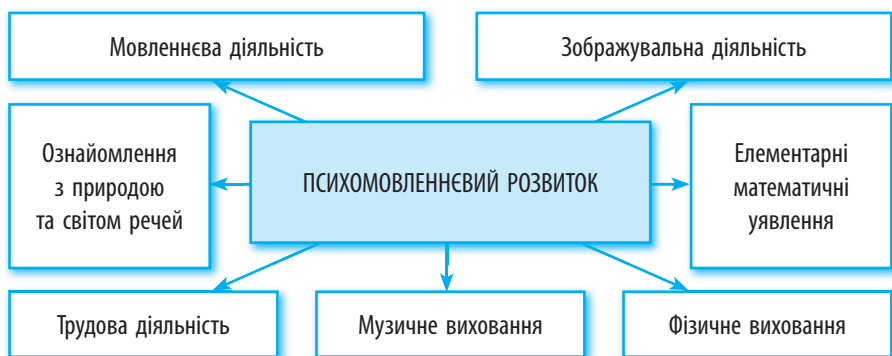 Мовленнєва діяльність
Зображувальна діяльність
Ознайомлення
з природою
та світом речей
ПСИХОМОВЛЕННЄВИЙ РОЗВИТОК
Елементарні
математичні
уявлення
Трудова діяльність
Музичне виховання
Фізичне виховання